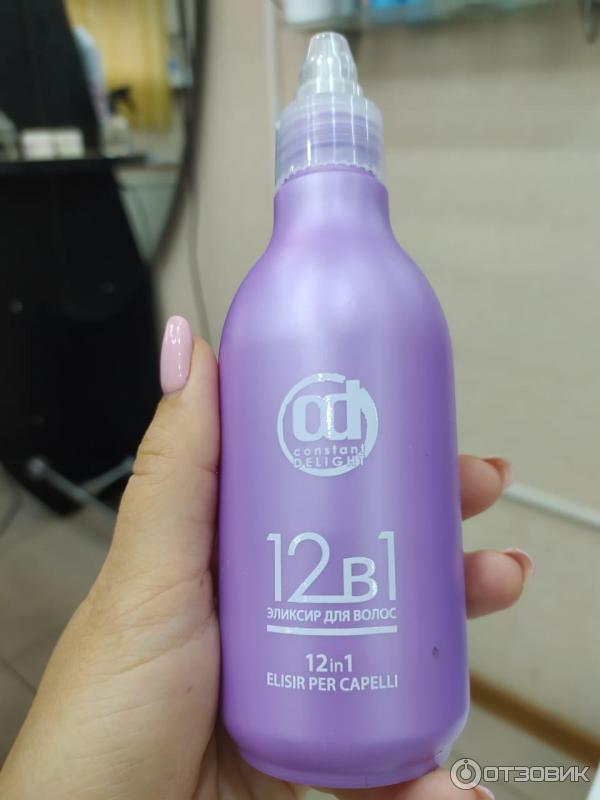 cd
constant
DELIGHT
12в1
ЭЛИКСИР ДЛЯ ВОЛОС
12in1
ELISIR PER CAPELLI
ОТЗОВИК